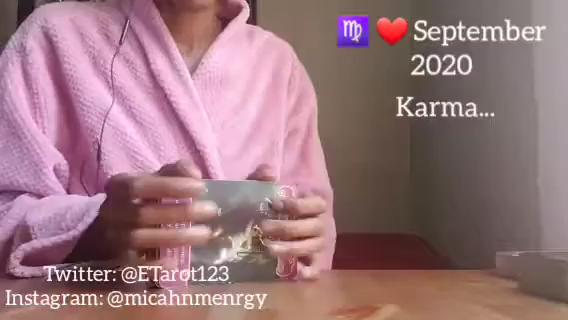 ♍ ❤️ September
2020
Karma...
Twitter: @ETarot123
Instagram: @micahnmenrgy